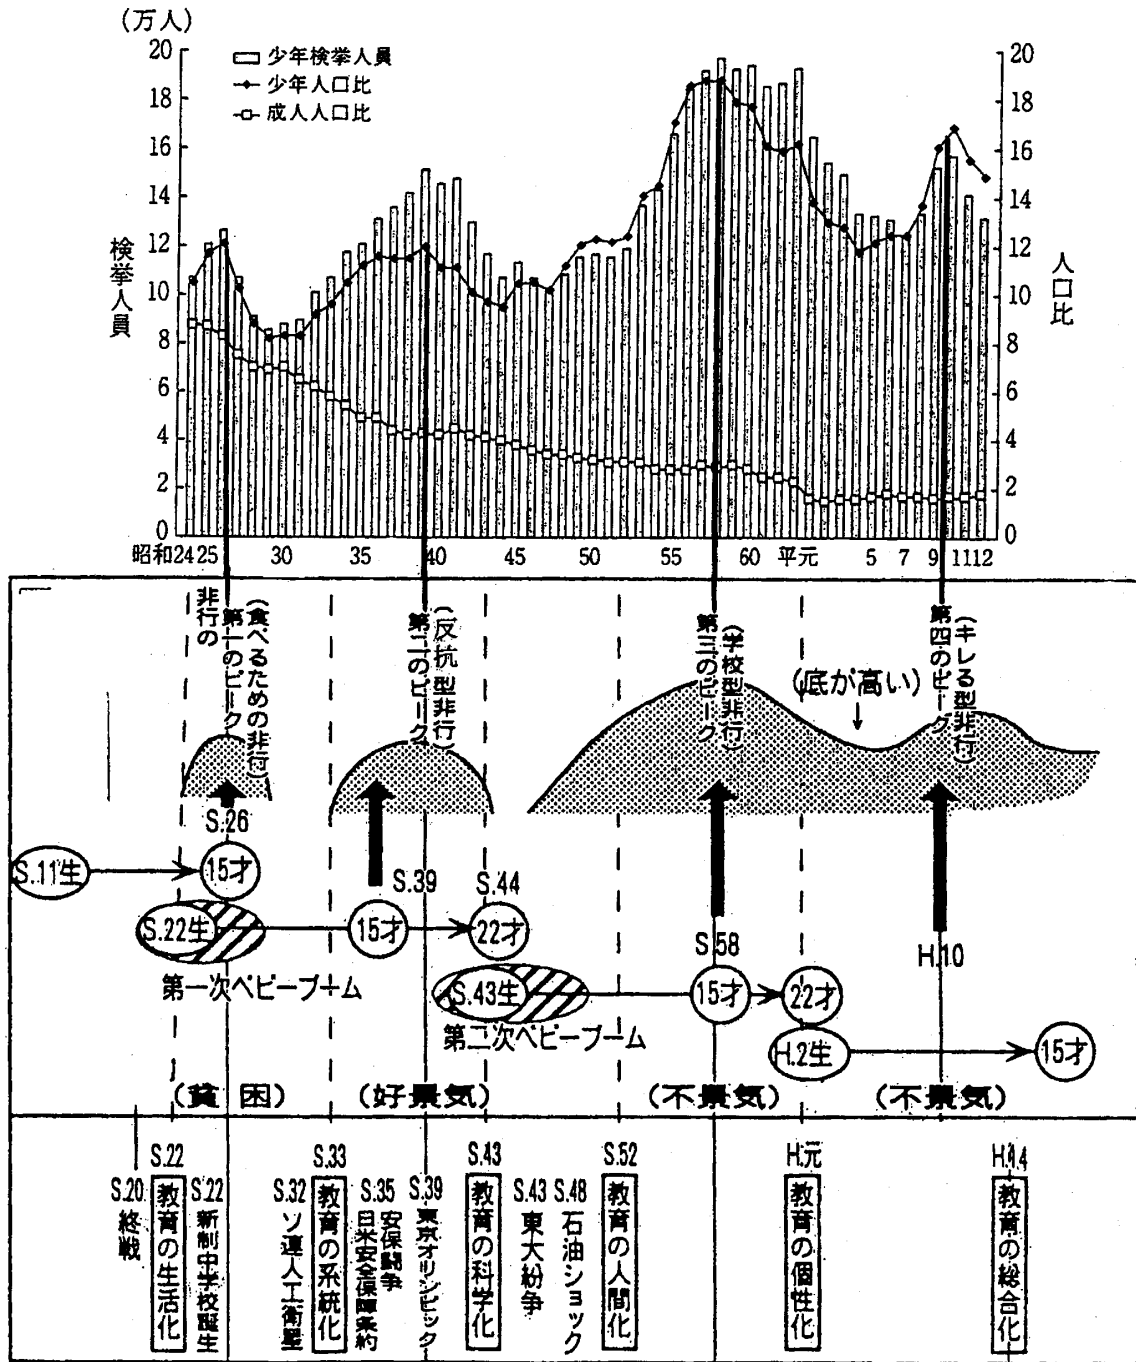 (万人)
少年検挙人員
少年人口比
成人人口比
20
18
16
14
12
10
8
6
4
2
0
検挙人員
20
18
16
14
12
10
8
6
4
2
0
人口比
昭和24 25 30 35 40 45 50 55 60 平元 5 7 9 11 12
非行の
第一のピーク
(食べるための非行)
第二のピーク
(反抗型非行)
第三のピーク
(学校型非行)
(底が高い)
第四のピーク
(キレる型非行)
S.26
S.11生
15才
S.39
S.44
S.22生
15才
22才
第一次ベビーブーム
S.58
H.10
S.43生
15才
22才
第二次ベビーブーム
H.2生
15才
(貧困)
(好景気)
(不景気)
(不景気)
S.20
終戦
S.22
教育の生活化
S.22
新制中学校誕生
S.32
ソ連人工衛星
S.33
教育の系統化
S.35
安保闘争
日米安全保障条約
S.39
東京オリンピック
S.43
教育の科学化
S.43
東大紛争
S.48
石油ショック
S.52
教育の人間化
H.元
教育の個性化
H.14
教育の総合化